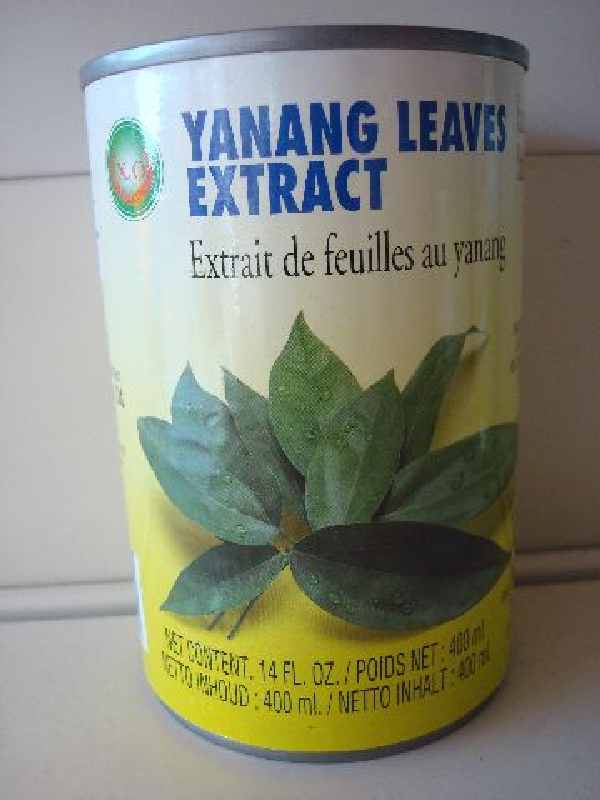 YANANG LEAVES
EXTRACT
Extrait de feuilles au yanang
NET CONTENT. 14 FL. OZ. / POIDS NET : 400 ml.
NETTO INHOUD : 400 ml. / NETTO INHALT : 400 ml.